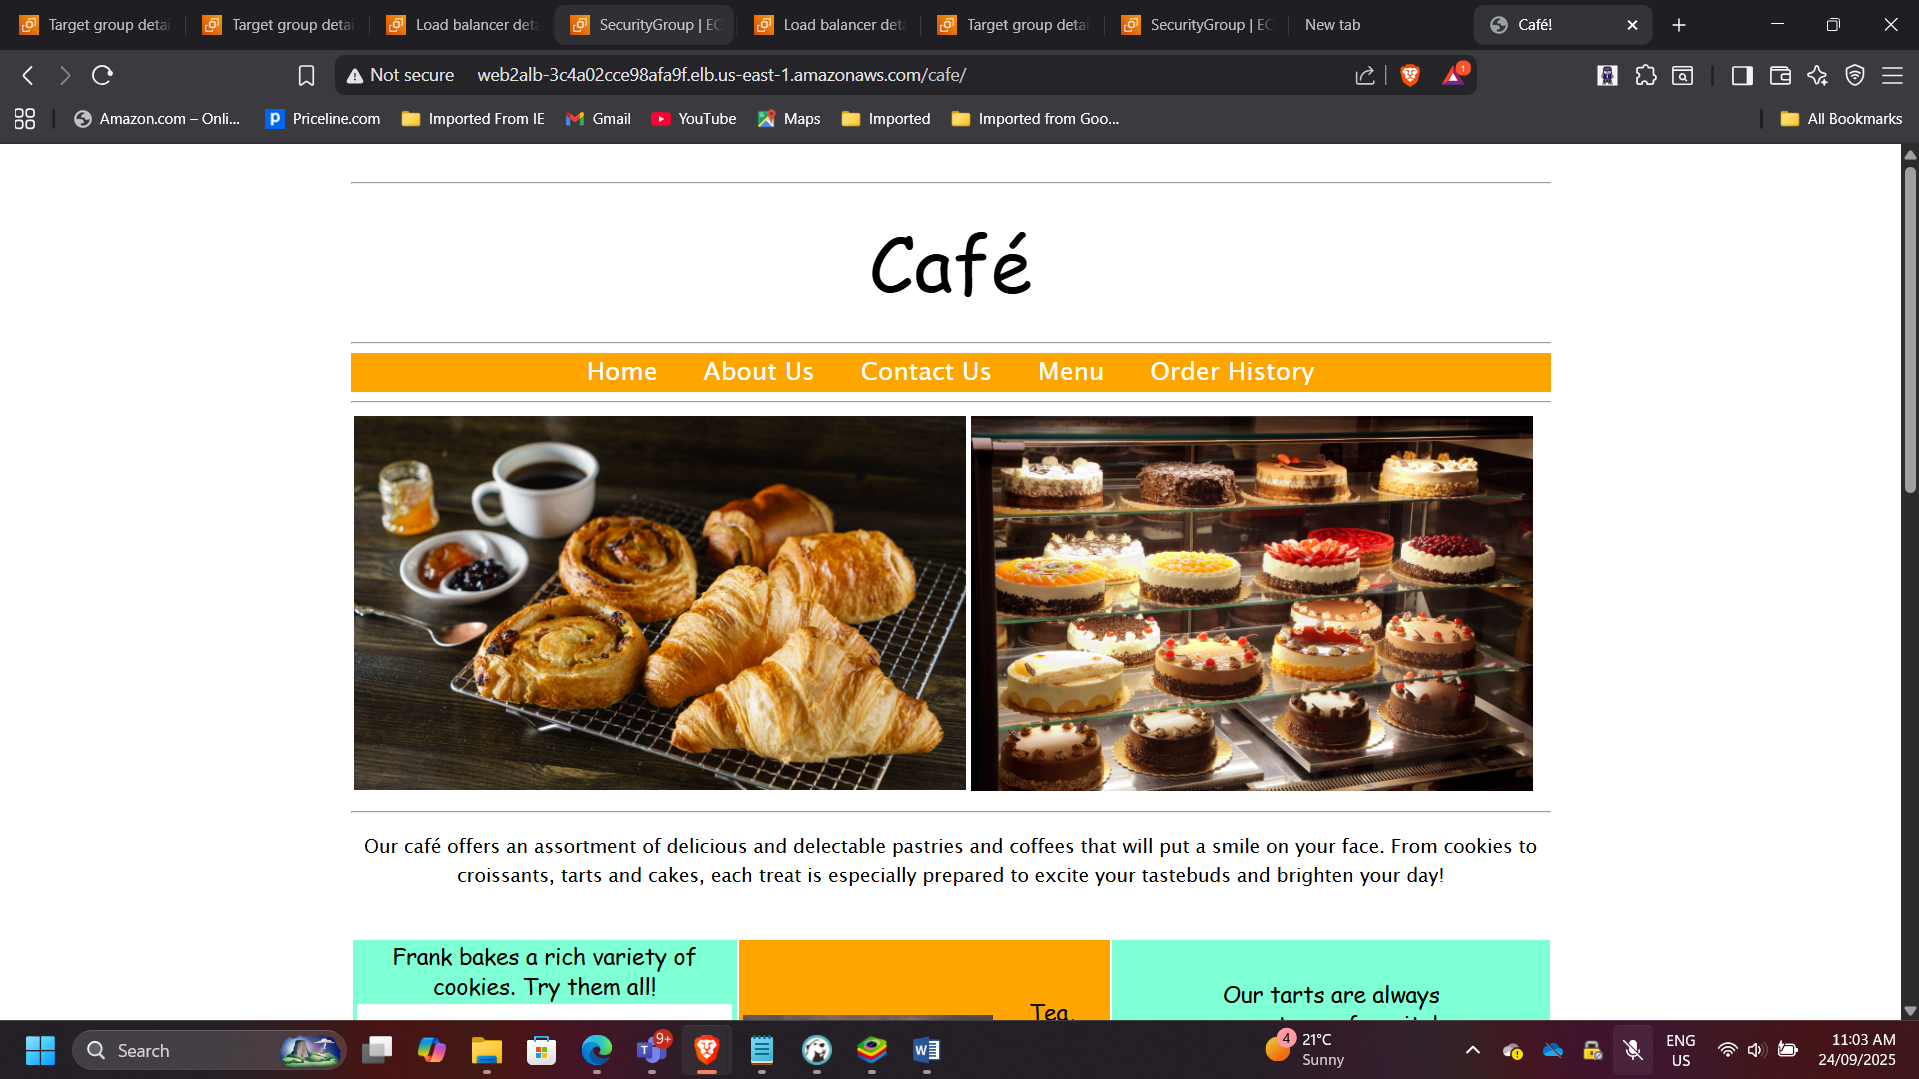 Target group detai
Target group detai
Load balancer deta
SecurityGroup | EC
Load balancer deta
Target group detai
SecurityGroup | EC
New tab
Café!
Not secure
web2alb-3c4a02cce98afa9f.elb.us-east-1.amazonaws.com/cafe/
1
Amazon.com – Onli...
Priceline.com
Imported From IE
Gmail
YouTube
Maps
Imported
Imported from Goo...
All Bookmarks
Café
Home About Us Contact Us Menu Order History
Our café offers an assortment of delicious and delectable pastries and coffees that will put a smile on your face. From cookies to
croissants, tarts and cakes, each treat is especially prepared to excite your tastebuds and brighten your day!
Frank bakes a rich variety of
cookies. Try them all!
Tea,
Our tarts are always
Search
9+
4
21°C
Sunny
ENG
US
11:03 AM
24/09/2025